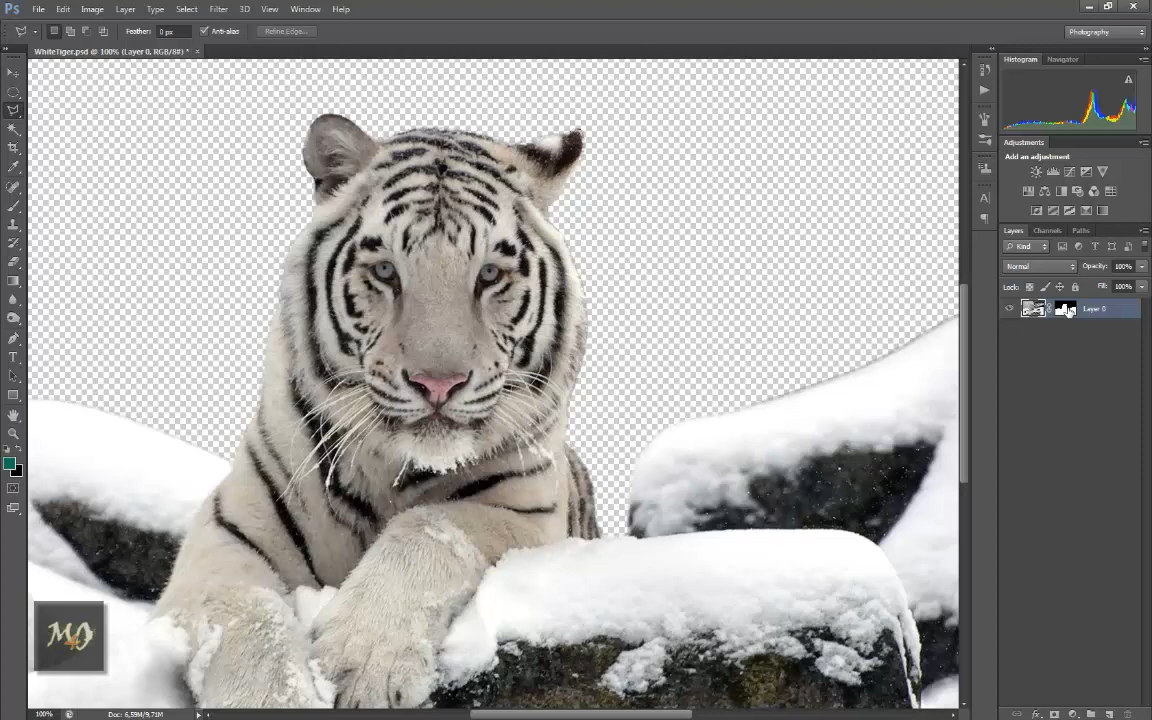 Ps File Edit Image Layer Type Select Filter 3D View Window Help
Feather: 0 px Anti-alias Refine Edge... Photography
WhiteTiger.psd @ 100% (Layer 0, RGB/8#) * ×
Histogram Navigator
Adjustments
Add an adjustment
Layers Channels Paths
Kind
Normal Opacity: 100%
Lock: Fill: 100%
Layer 0
M4J
100% Doc: 6,59M/9,71M